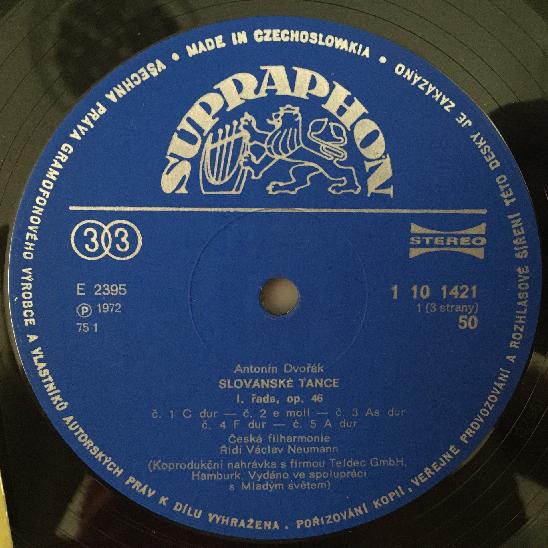 VŠECHNA PRÁVA GRAMOFONOVÉHO VÝROBCE A VLASTNÍKŮ AUTORSKÝCH PRÁV K DÍLU VYHRAŽENA. POŘIZOVÁNÍ KOPIÍ, VEŘEJNÉ PROVOZOVÁNÍ A ROZHLASOVÉ ŠÍŘENÍ TÉTO DESKY JE ZAKÁZÁNO • MADE IN CZECHOSLOVAKIA •
SUPRAPHON
33
STEREO
E 2395
Ⓟ 1972
75 1
1 10 1421
1 (3 strany)
50
Antonín Dvořák
SLOVANSKÉ TANCE
I. řada, op. 46
č. 1 C dur — č. 2 e moll — č. 3 As dur
č. 4 F dur — č. 5 A dur
Česká filharmonie
Řídí Václav Neumann
(Koprodukční nahrávka s firmou Teldec GmbH,
Hamburk. Vydáno ve spolupráci
s Mladým světem)